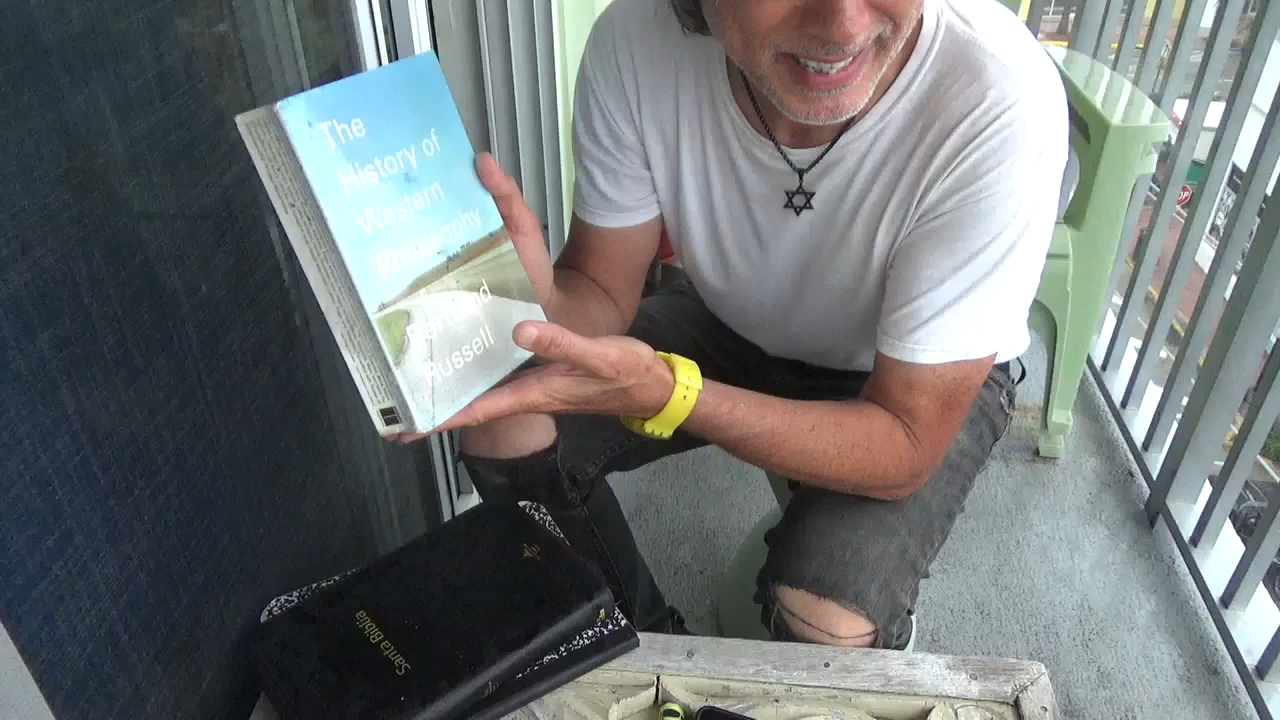 The
History of
Western
Philosophy
Bertrand
Russell
Santa Biblia